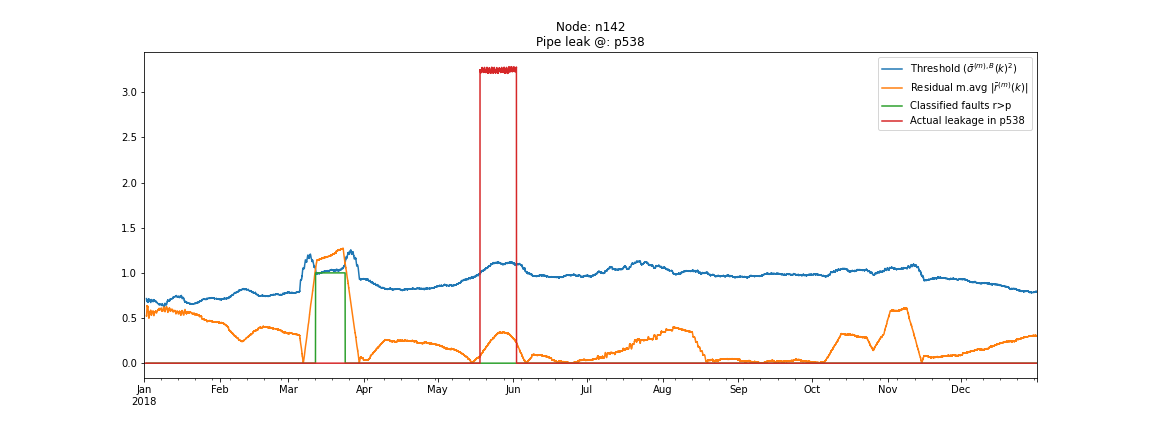 Node: n142
Pipe leak @: p538
Threshold (σ̄⁽ᵐ⁾,ᴮ(k)²)
Residual m.avg |r̄⁽ᵐ⁾(k)|
Classified faults r>p
Actual leakage in p538
3.0
2.5
2.0
1.5
1.0
0.5
0.0
Jan Feb Mar Apr May Jun Jul Aug Sep Oct Nov Dec
2018